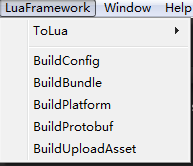 LuaFramework Window Help
ToLua
BuildConfig
BuildBundle
BuildPlatform
BuildProtobuf
BuildUploadAsset